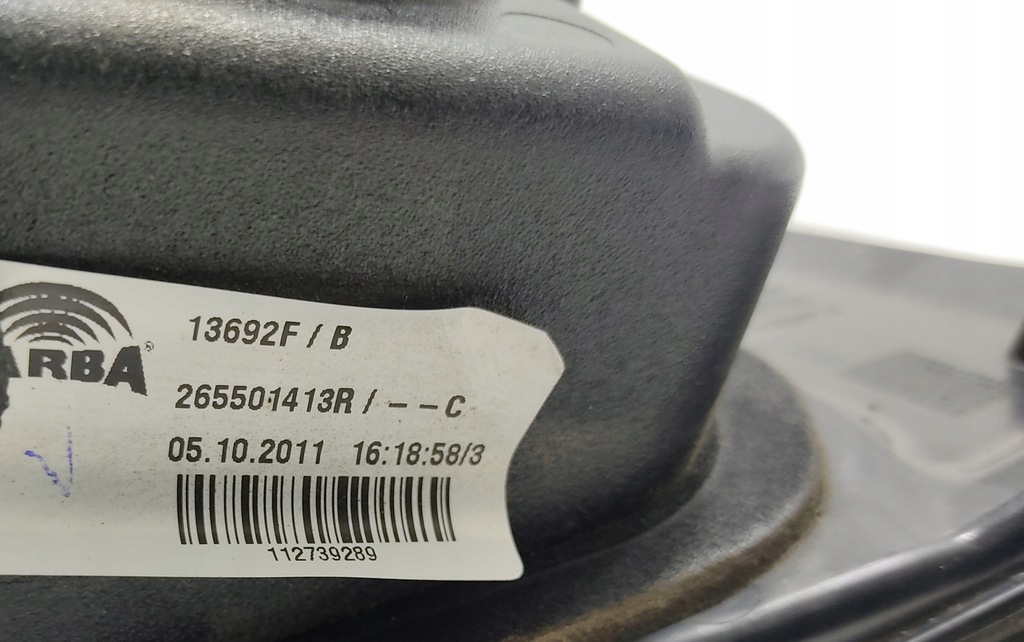 ARBA®
13692F / B
265501413R / - - C
05.10.2011 16:18:58/3
112739289